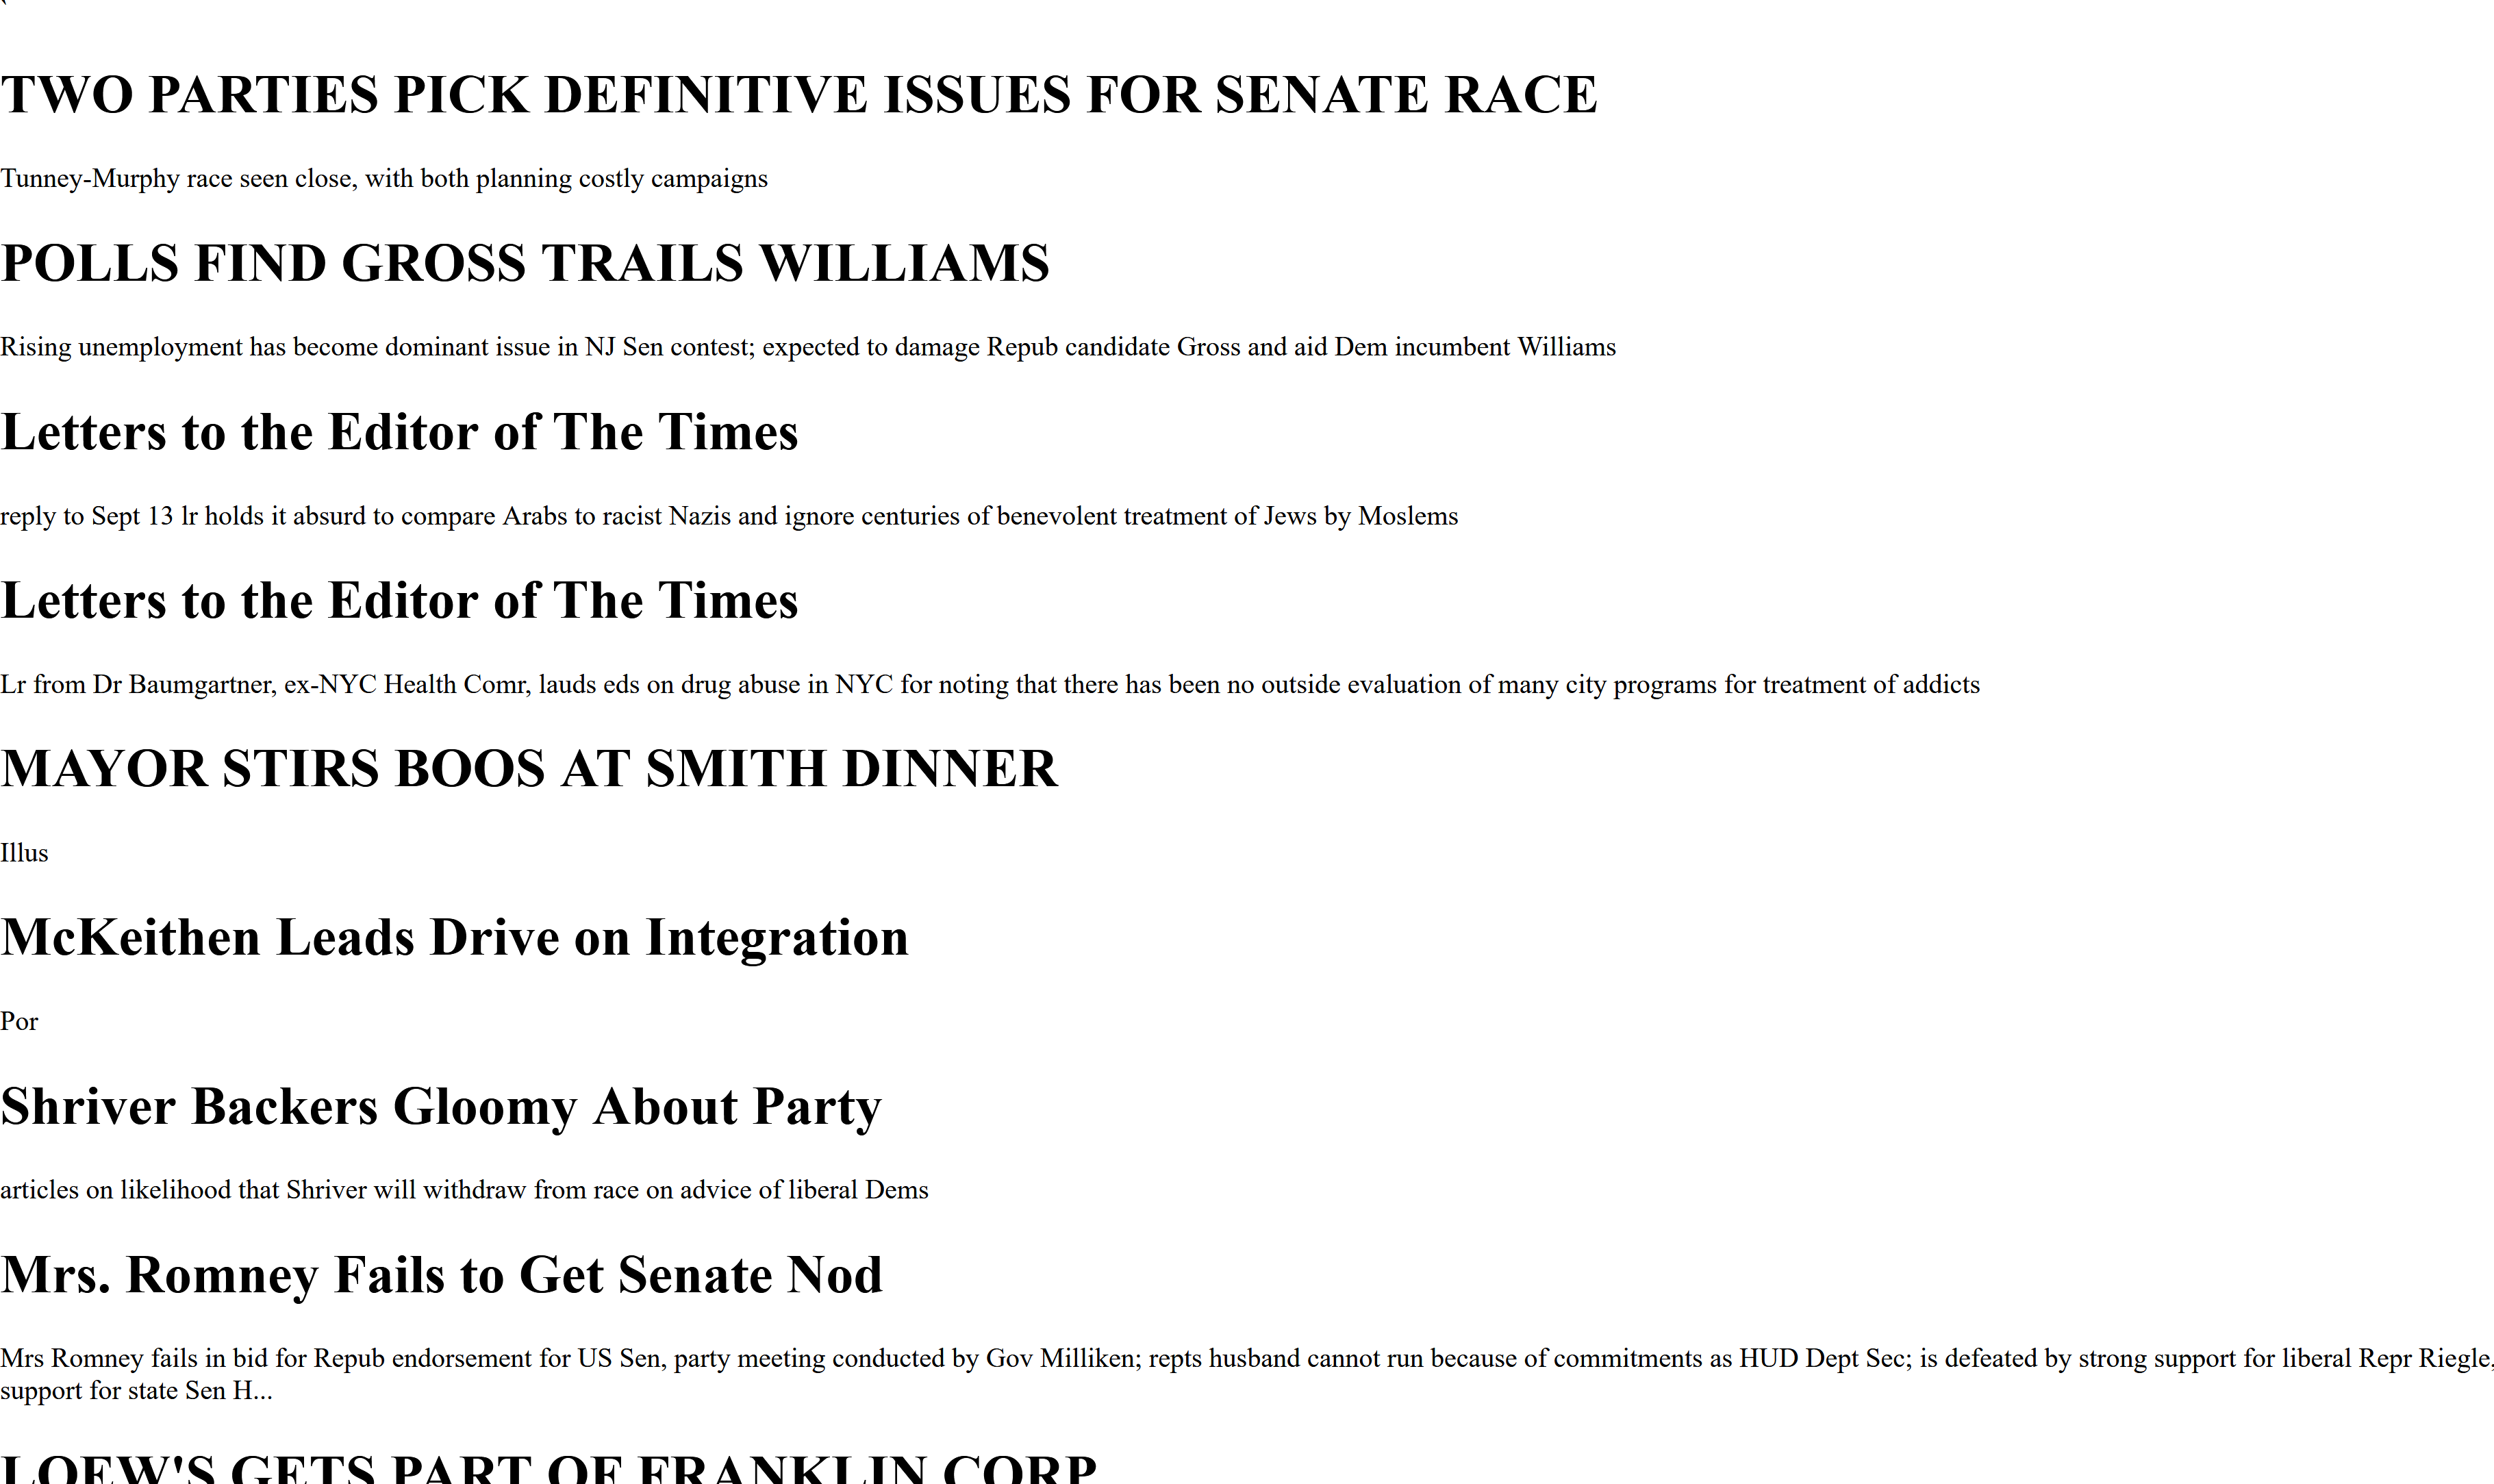 TWO PARTIES PICK DEFINITIVE ISSUES FOR SENATE RACE
Tunney-Murphy race seen close, with both planning costly campaigns
POLLS FIND GROSS TRAILS WILLIAMS
Rising unemployment has become dominant issue in NJ Sen contest; expected to damage Repub candidate Gross and aid Dem incumbent Williams
Letters to the Editor of The Times
reply to Sept 13 lr holds it absurd to compare Arabs to racist Nazis and ignore centuries of benevolent treatment of Jews by Moslems
Letters to the Editor of The Times
Lr from Dr Baumgartner, ex-NYC Health Comr, lauds eds on drug abuse in NYC for noting that there has been no outside evaluation of many city programs for treatment of addicts
MAYOR STIRS BOOS AT SMITH DINNER
Illus
McKeithen Leads Drive on Integration
Por
Shriver Backers Gloomy About Party
articles on likelihood that Shriver will withdraw from race on advice of liberal Dems
Mrs. Romney Fails to Get Senate Nod
Mrs Romney fails in bid for Repub endorsement for US Sen, party meeting conducted by Gov Milliken; repts husband cannot run because of commitments as HUD Dept Sec; is defeated by strong support for liberal Repr Riegle,
support for state Sen H...
LOEW'S GETS PART OF FRANKLIN CORP